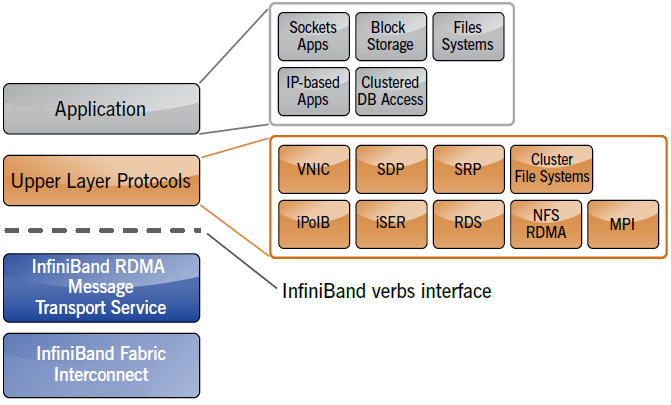 Sockets
Apps
Block
Storage
Files
Systems
IP-based
Apps
Clustered
DB Access
Application
Upper Layer Protocols
VNIC
SDP
SRP
Cluster
File Systems
iPoIB
iSER
RDS
NFS
RDMA
MPI
InfiniBand verbs interface
InfiniBand RDMA
Message
Transport Service
InfiniBand Fabric
Interconnect